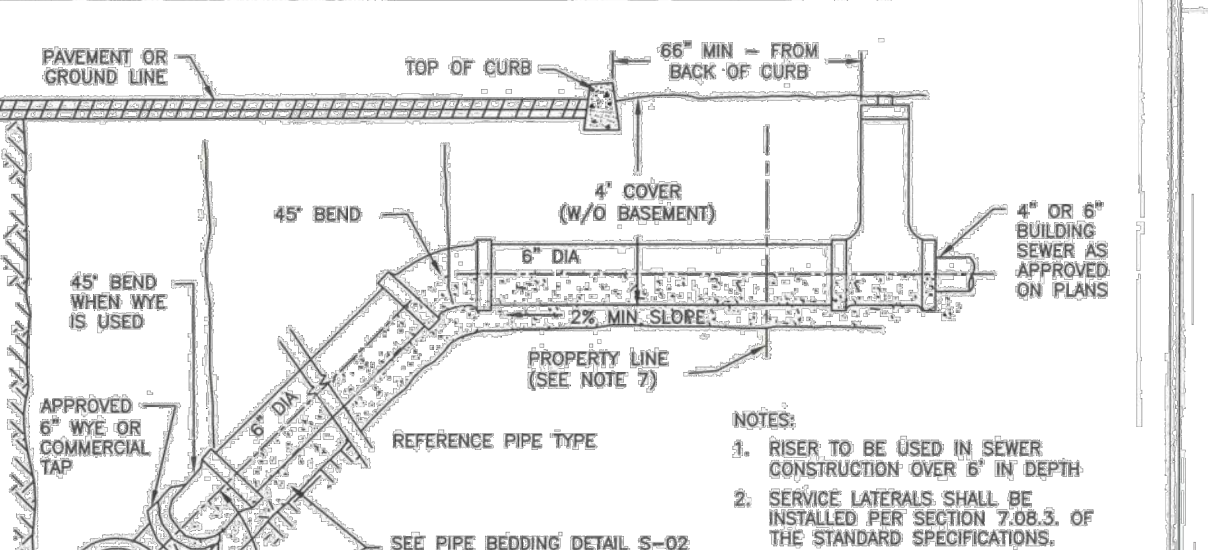 PAVEMENT OR
GROUND LINE
TOP OF CURB
66" MIN – FROM
BACK OF CURB
45° BEND
4' COVER
(W/O BASEMENT)
4" OR 6"
BUILDING
SEWER AS
APPROVED
ON PLANS
6" DIA
45° BEND
WHEN WYE
IS USED
2% MIN. SLOPE
PROPERTY LINE
(SEE NOTE 7)
6" DIA
APPROVED
6" WYE OR
COMMERCIAL
TAP
REFERENCE PIPE TYPE
SEE PIPE BEDDING DETAIL S-02
NOTES:
1. RISER TO BE USED IN SEWER
CONSTRUCTION OVER 6' IN DEPTH
2. SERVICE LATERALS SHALL BE
INSTALLED PER SECTION 7.08.3. OF
THE STANDARD SPECIFICATIONS.